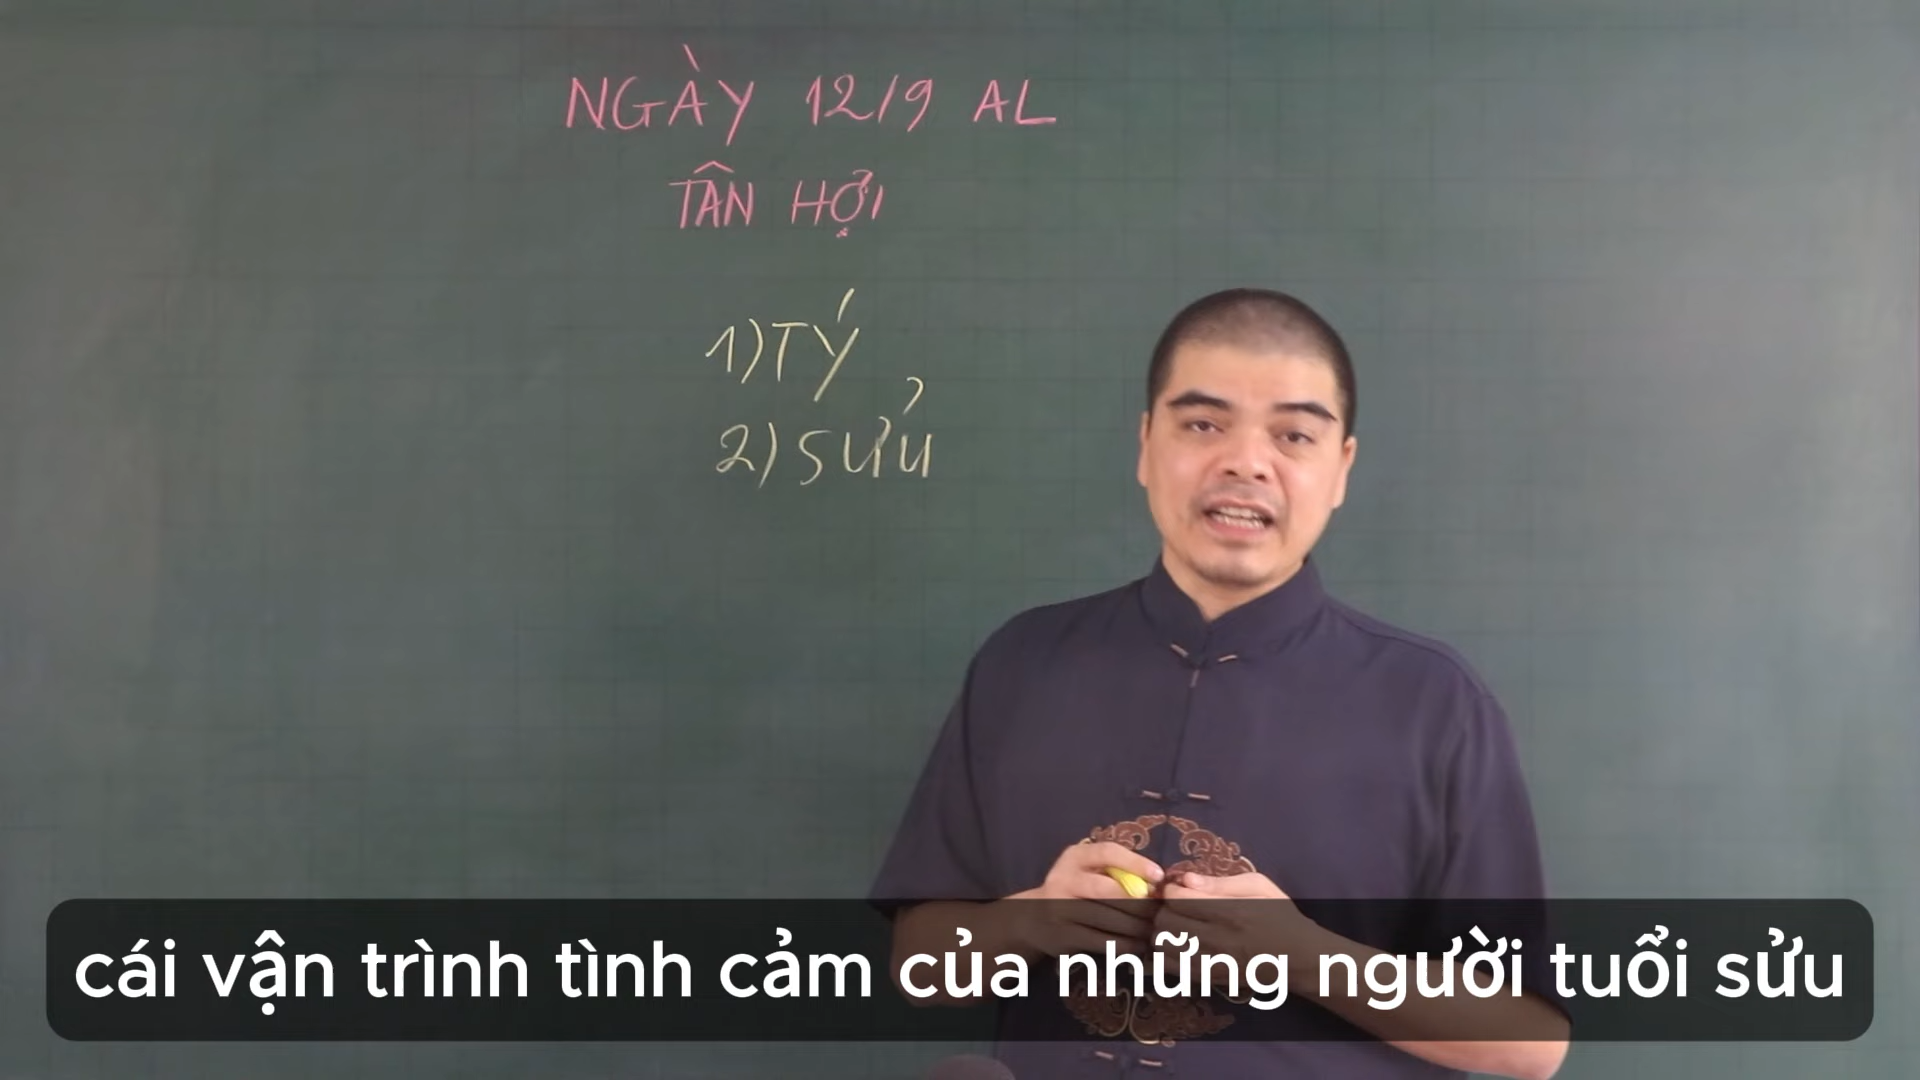 NGÀY 12/9 AL
TÂN HỢI
1) TÝ
2) SỬU
cái vận trình tình cảm của những người tuổi sửu